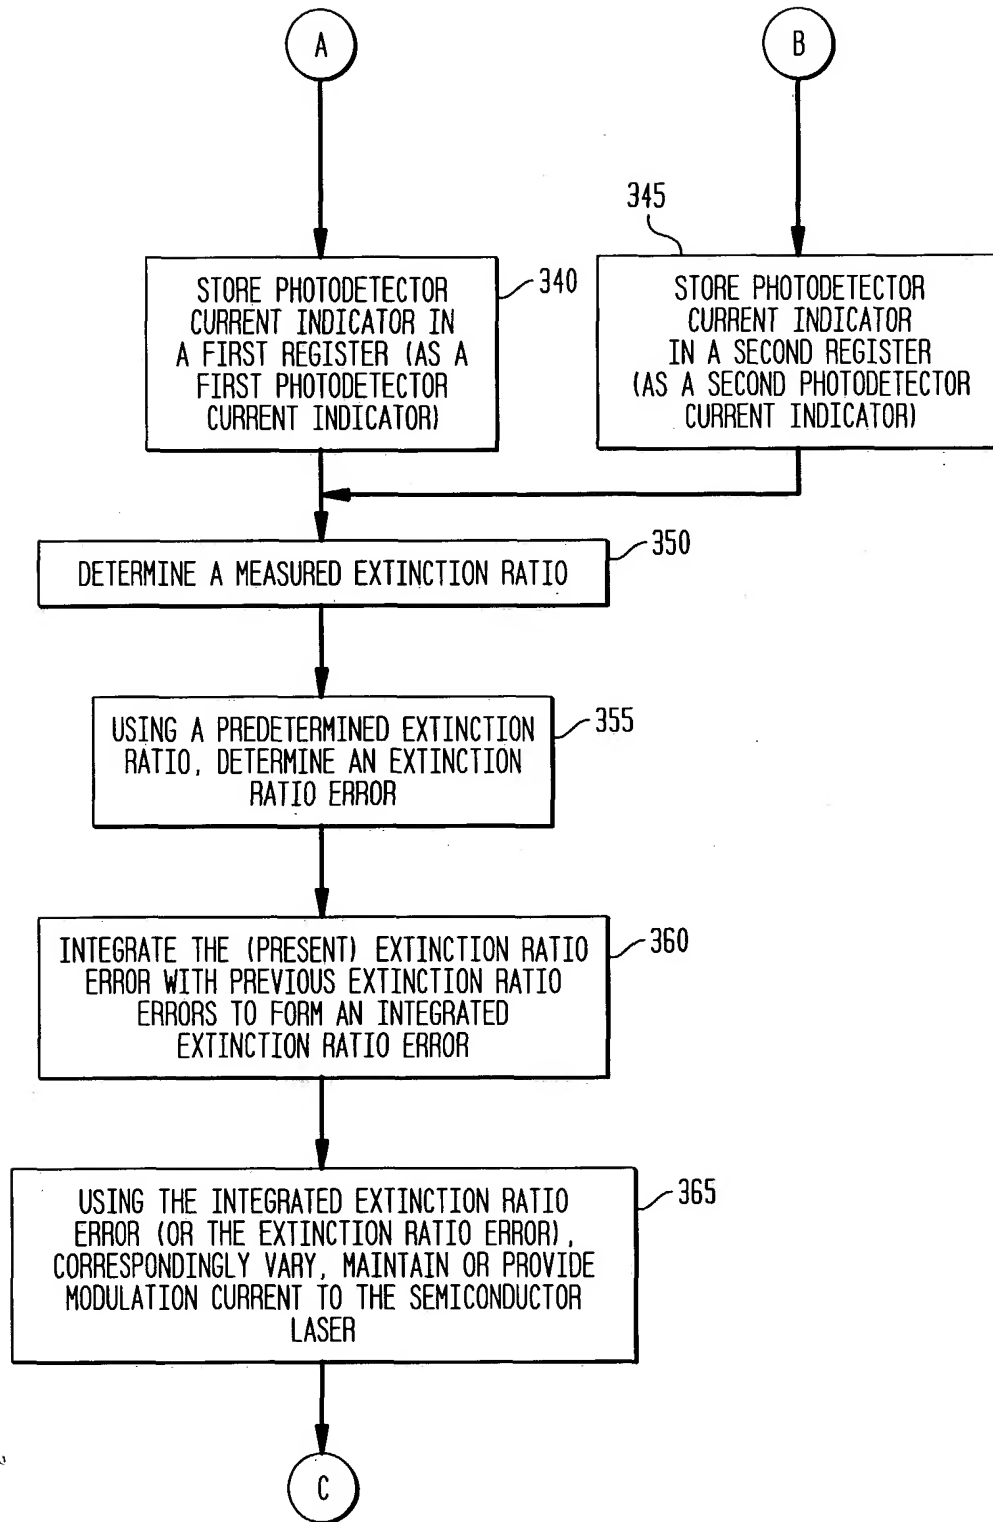 A
B
345
STORE PHOTODETECTOR
CURRENT INDICATOR IN
A FIRST REGISTER (AS A
FIRST PHOTODETECTOR
CURRENT INDICATOR)
340
STORE PHOTODETECTOR
CURRENT INDICATOR
IN A SECOND REGISTER
(AS A SECOND PHOTODETECTOR
CURRENT INDICATOR)
DETERMINE A MEASURED EXTINCTION RATIO
350
USING A PREDETERMINED EXTINCTION
RATIO, DETERMINE AN EXTINCTION
RATIO ERROR
355
INTEGRATE THE (PRESENT) EXTINCTION RATIO
ERROR WITH PREVIOUS EXTINCTION RATIO
ERRORS TO FORM AN INTEGRATED
EXTINCTION RATIO ERROR
360
USING THE INTEGRATED EXTINCTION RATIO
ERROR (OR THE EXTINCTION RATIO ERROR),
CORRESPONDINGLY VARY, MAINTAIN OR PROVIDE
MODULATION CURRENT TO THE SEMICONDUCTOR
LASER
365
C